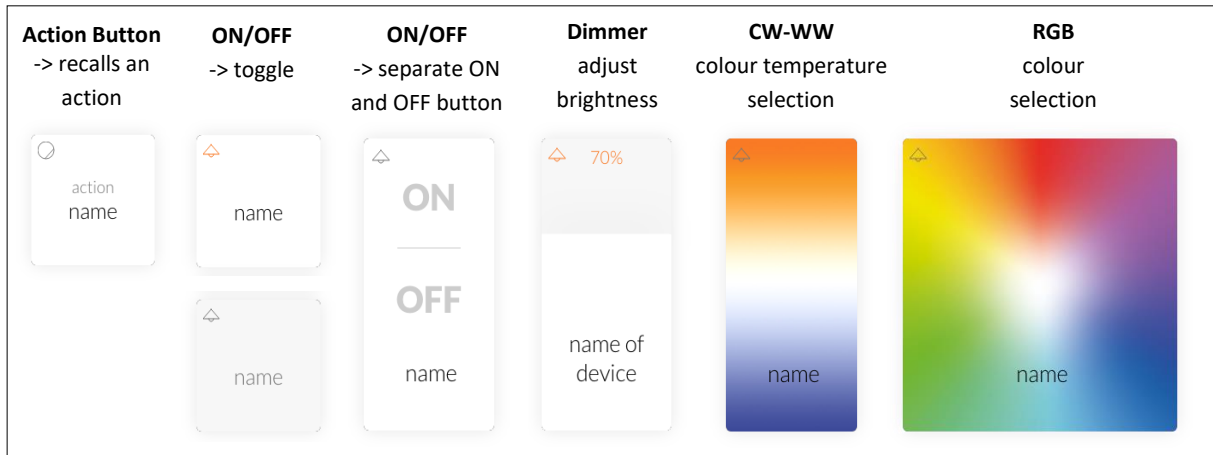 Action Button
-> recalls an
action
ON/OFF
-> toggle
ON/OFF
-> separate ON
and OFF button
Dimmer
adjust
brightness
CW-WW
colour temperature
selection
RGB
colour
selection
action
name
name
name
ON
OFF
name
70%
name of
device
name
name